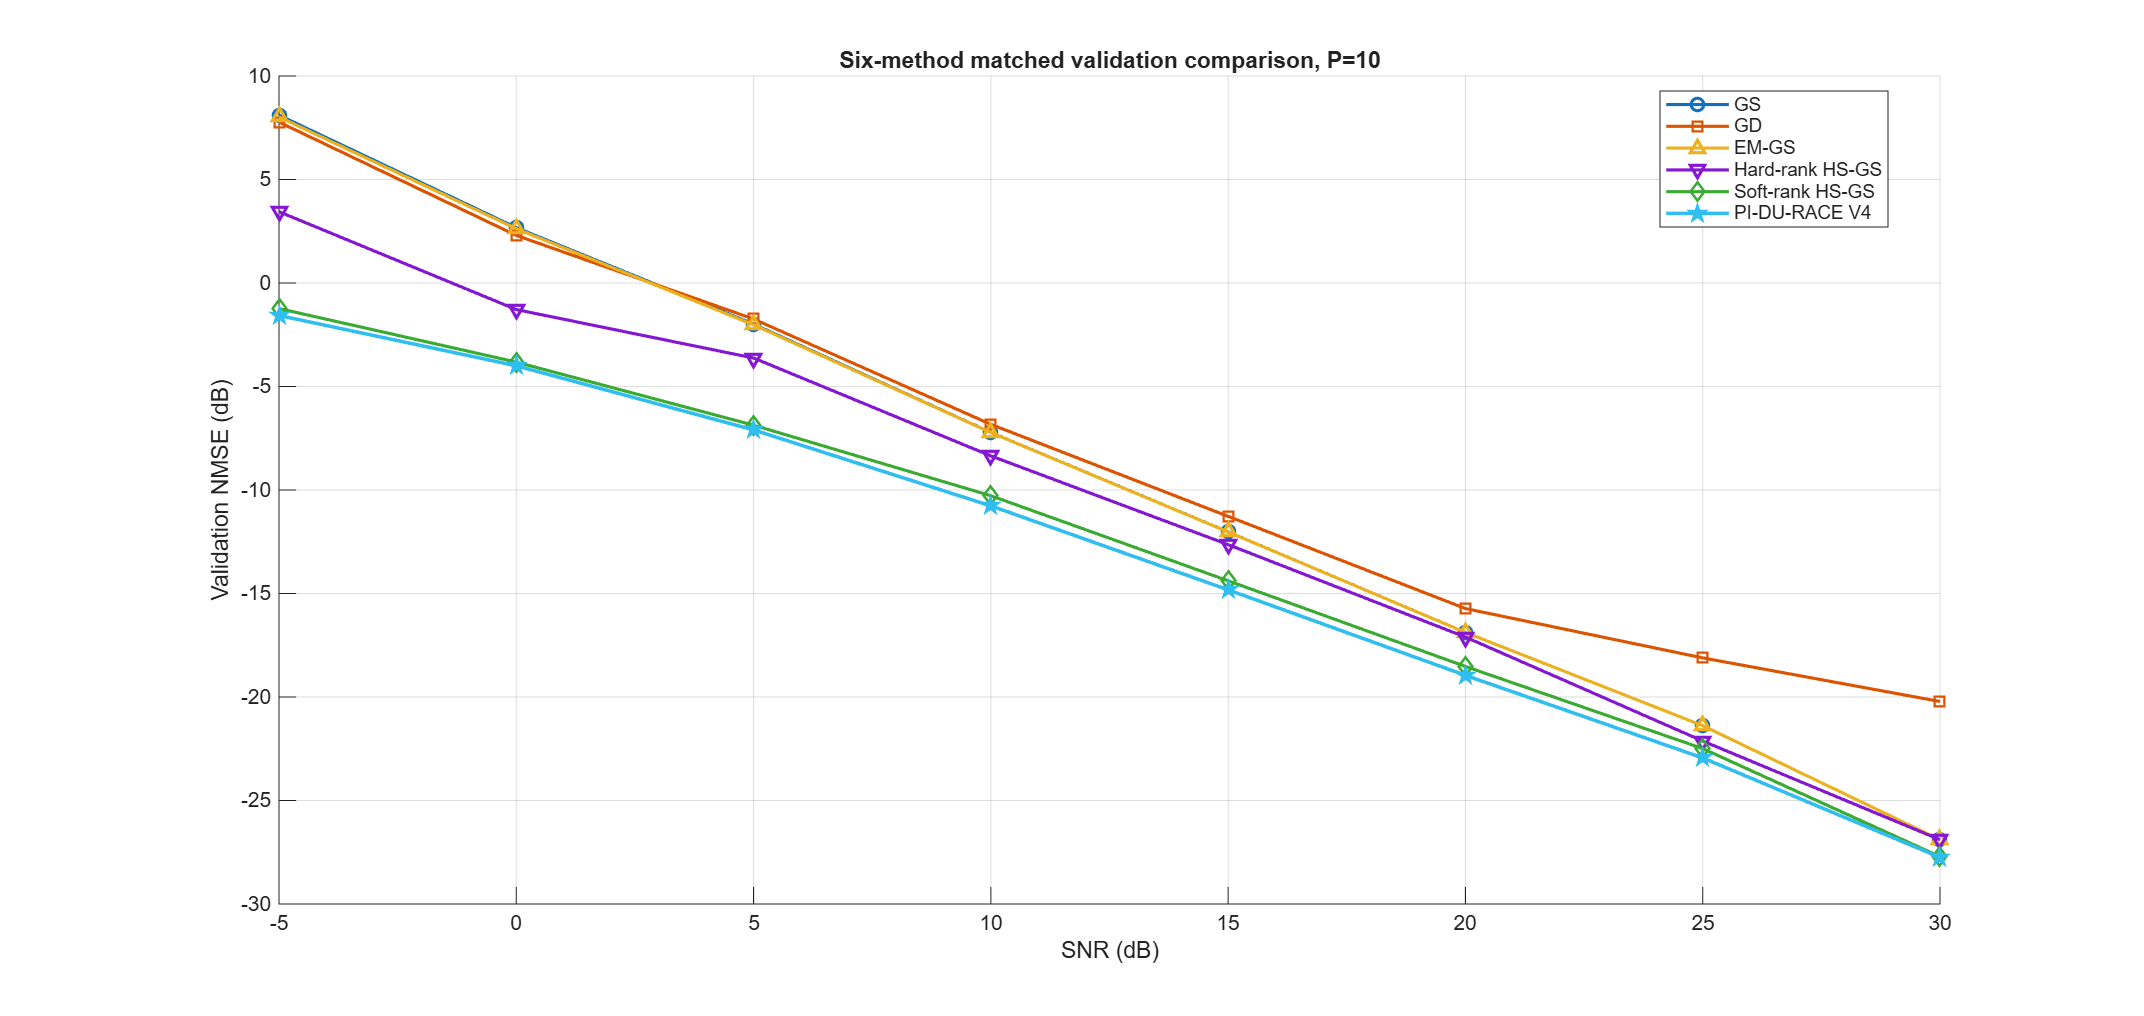 Six-method matched validation comparison, P=10
10
5
0
-5
-10
-15
-20
-25
-30
Validation NMSE (dB)
GS
GD
EM-GS
Hard-rank HS-GS
Soft-rank HS-GS
PI-DU-RACE V4
-5 0 5 10 15 20 25 30
SNR (dB)